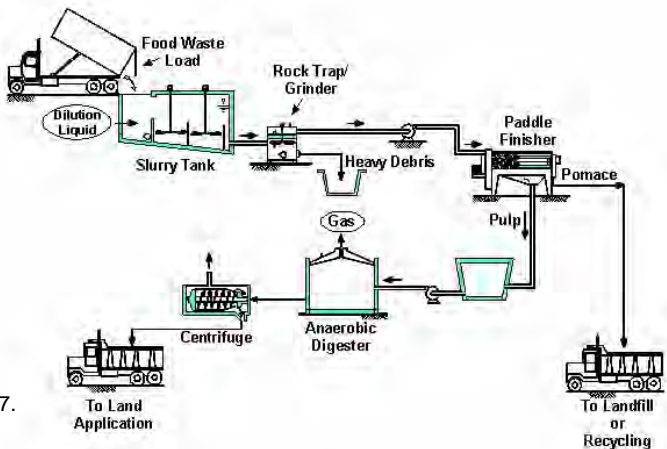 Food Waste
Load
Rock Trap/
Grinder
Dilution
Liquid
Slurry Tank
Heavy Debris
Paddle
Finisher
Pomace
Pulp
Gas
Centrifuge
Anaerobic
Digester
7.
To Land
Application
To Landfill
or
Recycling